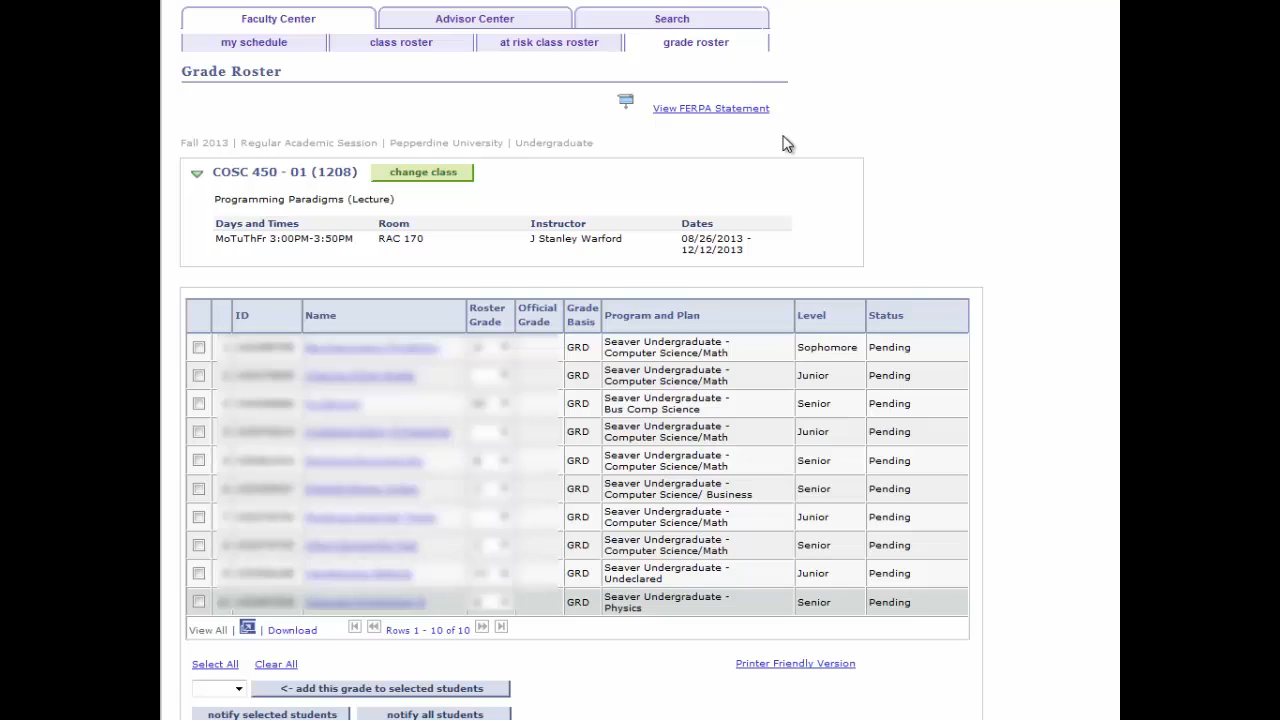 Faculty Center Advisor Center Search
my schedule class roster at risk class roster grade roster
Grade Roster
View FERPA Statement
Fall 2013 | Regular Academic Session | Pepperdine University | Undergraduate
COSC 450 - 01 (1208) change class
Programming Paradigms (Lecture)
Days and Times Room Instructor Dates
MoTuThFr 3:00PM-3:50PM RAC 170 J Stanley Warford 08/26/2013 -
12/12/2013
ID Name Roster Grade Official Grade Grade Basis Program and Plan Level Status
GRD Seaver Undergraduate - Computer Science/Math Sophomore Pending
GRD Seaver Undergraduate - Computer Science/Math Junior Pending
GRD Seaver Undergraduate - Bus Comp Science Senior Pending
GRD Seaver Undergraduate - Computer Science/Math Junior Pending
GRD Seaver Undergraduate - Computer Science/Math Senior Pending
GRD Seaver Undergraduate - Computer Science/ Business Senior Pending
GRD Seaver Undergraduate - Computer Science/Math Junior Pending
GRD Seaver Undergraduate - Computer Science/Math Senior Pending
GRD Seaver Undergraduate - Undeclared Junior Pending
GRD Seaver Undergraduate - Physics Senior Pending
View All | | Download Rows 1 - 10 of 10
Select All Clear All Printer Friendly Version
<- add this grade to selected students
notify selected students notify all students